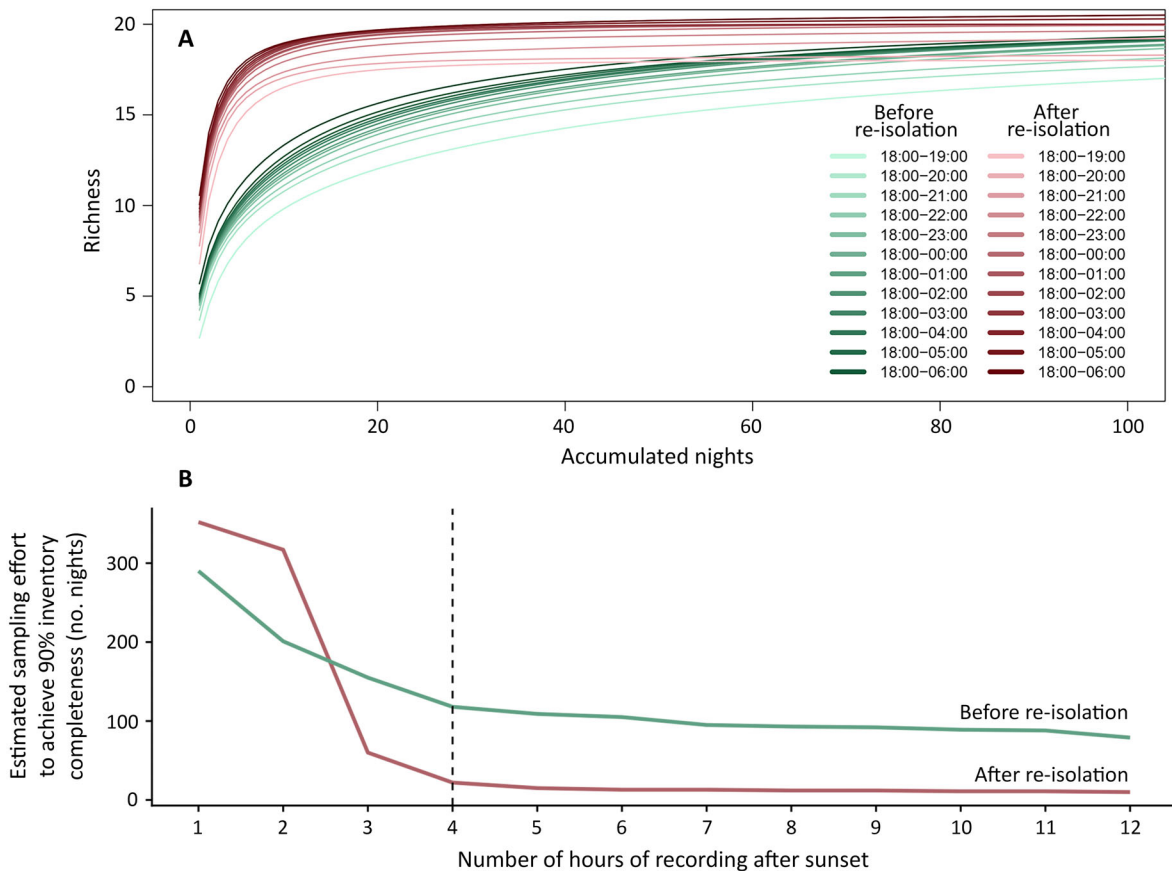 A
20
15
10
5
0
Richness
Before
re-isolation
After
re-isolation
18:00−19:00
18:00−19:00
18:00−20:00
18:00−20:00
18:00−21:00
18:00−21:00
18:00−22:00
18:00−22:00
18:00−23:00
18:00−23:00
18:00−00:00
18:00−00:00
18:00−01:00
18:00−01:00
18:00−02:00
18:00−02:00
18:00−03:00
18:00−03:00
18:00−04:00
18:00−04:00
18:00−05:00
18:00−05:00
18:00−06:00
18:00−06:00
0 20 40 60 80 100
Accumulated nights
B
Estimated sampling effort
to achieve 90% inventory
completeness (no. nights)
300
200
100
0
Before re-isolation
After re-isolation
1 2 3 4 5 6 7 8 9 10 11 12
Number of hours of recording after sunset